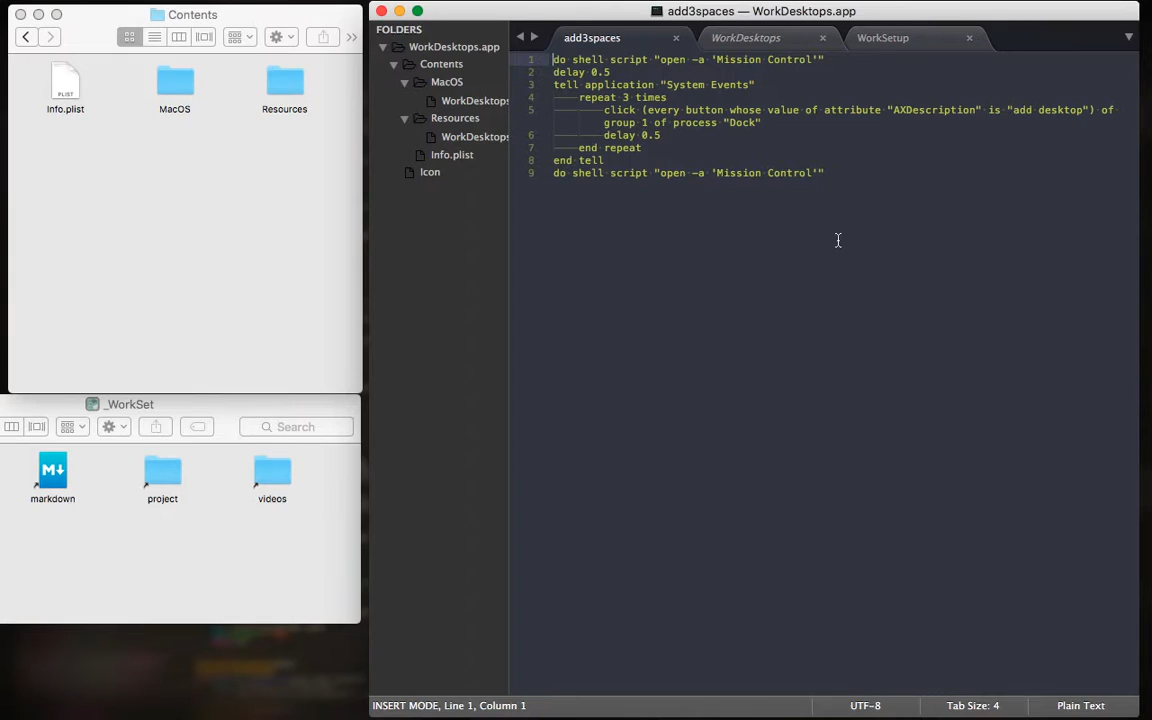 Contents
PLIST
Info.plist
MacOS
Resources
_WorkSet
Search
M
markdown
project
videos
add3spaces — WorkDesktops.app
FOLDERS
WorkDesktops.app
Contents
MacOS
WorkDesktops
Resources
WorkDesktops
Info.plist
Icon
add3spaces
WorkDesktops
WorkSetup
1 do shell script "open -a 'Mission Control'"
2 delay 0.5
3 tell application "System Events"
4 repeat 3 times
5 click (every button whose value of attribute "AXDescription" is "add desktop") of
group 1 of process "Dock"
6 delay 0.5
7 end repeat
8 end tell
9 do shell script "open -a 'Mission Control'"
INSERT MODE, Line 1, Column 1
UTF-8
Tab Size: 4
Plain Text